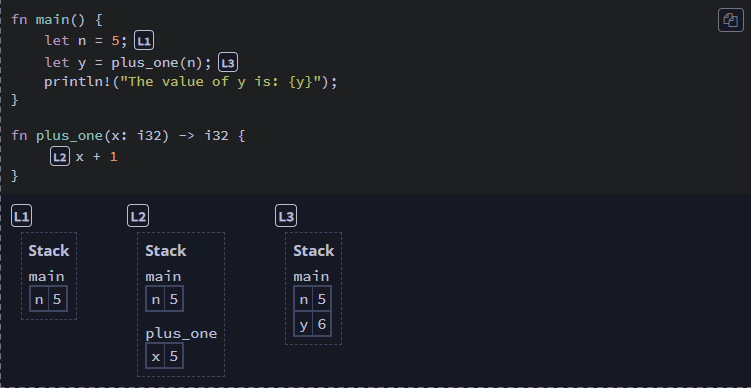 fn main() {
    let n = 5; L1
    let y = plus_one(n); L3
    println!("The value of y is: {y}");
}

fn plus_one(x: i32) -> i32 {
    L2 x + 1
}
L1 L2 L3
Stack Stack Stack
main main main
n 5 n 5 n 5
y 6
plus_one
x 5